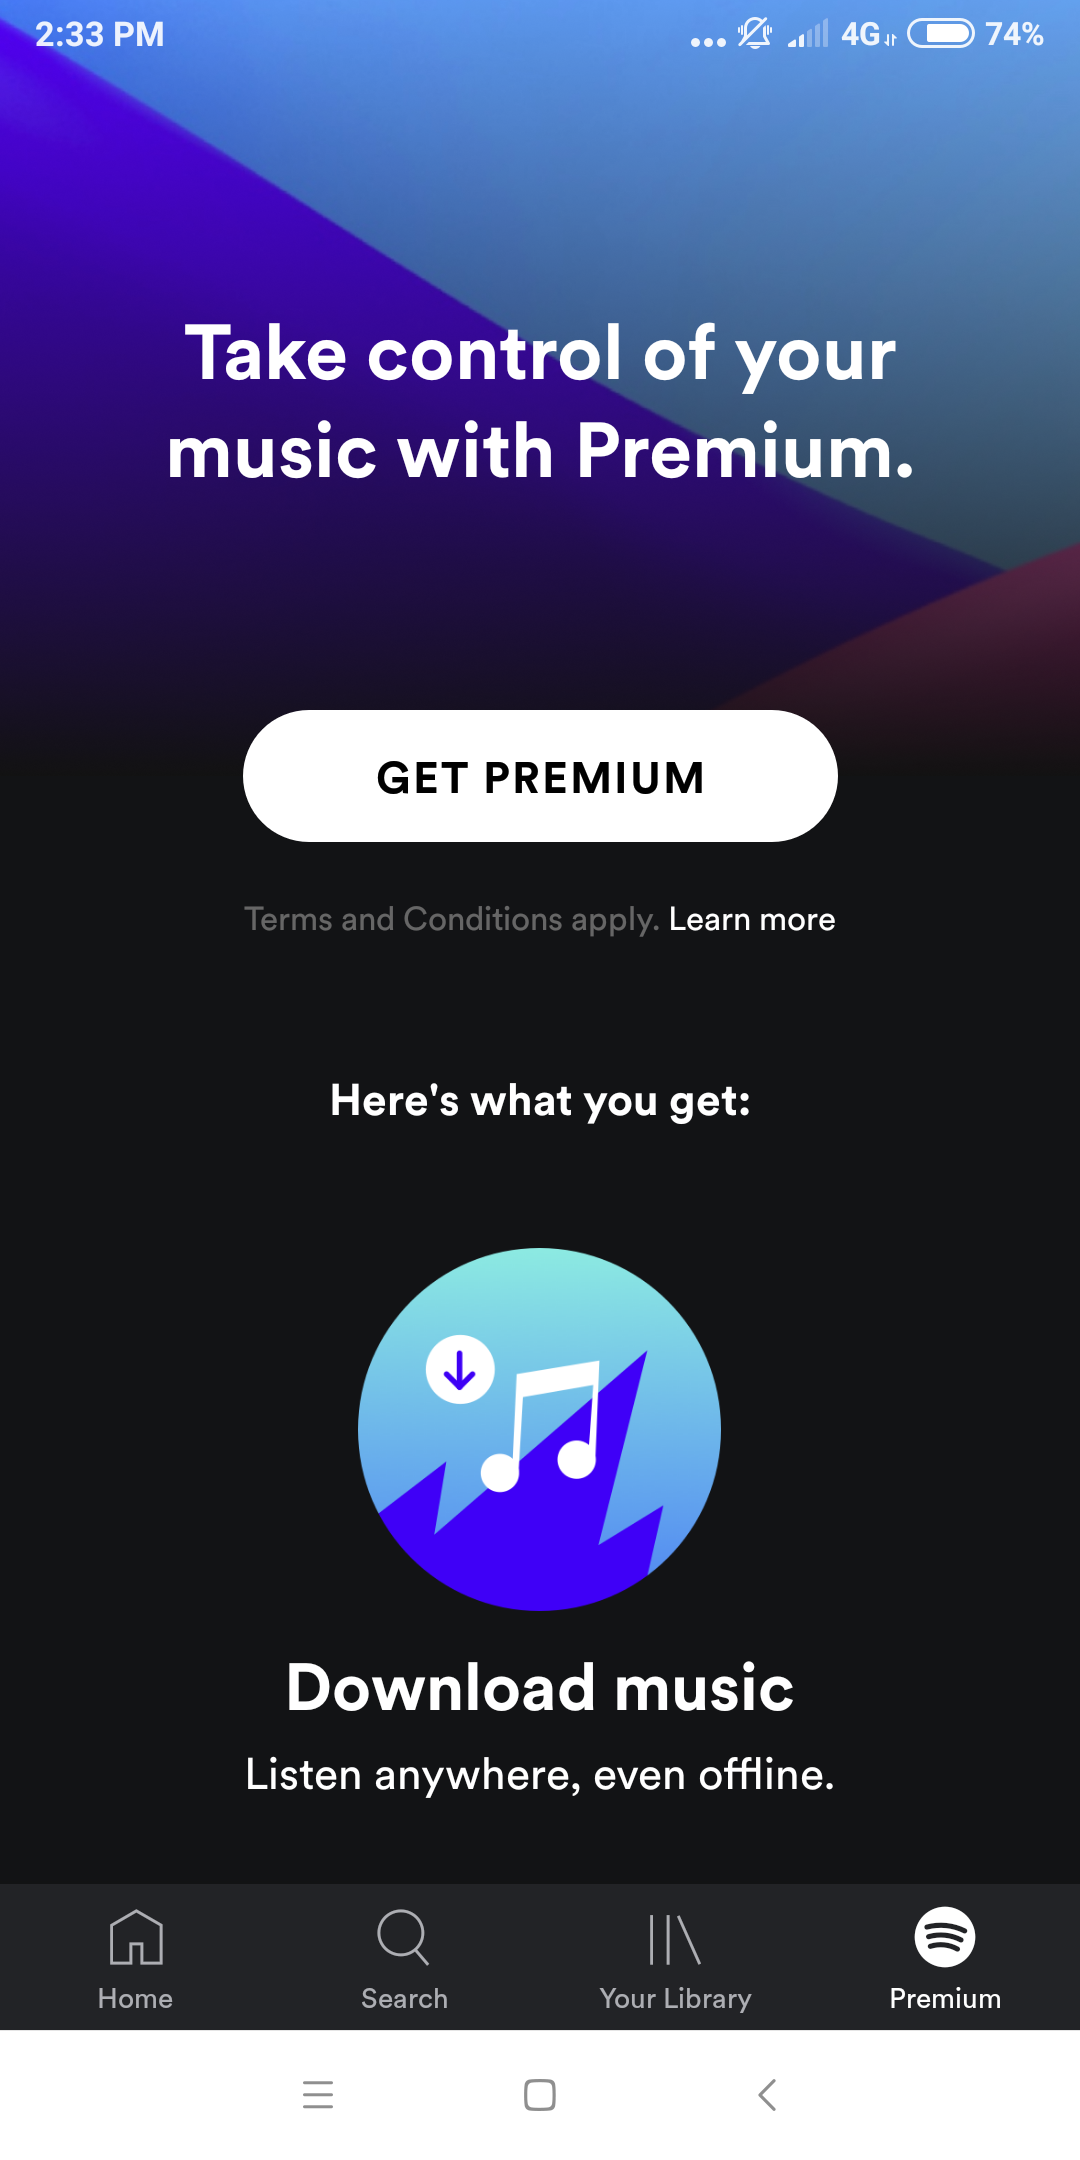 2:33 PM
4G 74%
Take control of your
music with Premium.
GET PREMIUM
Terms and Conditions apply. Learn more
Here's what you get:
Download music
Listen anywhere, even offline.
Home Search Your Library Premium